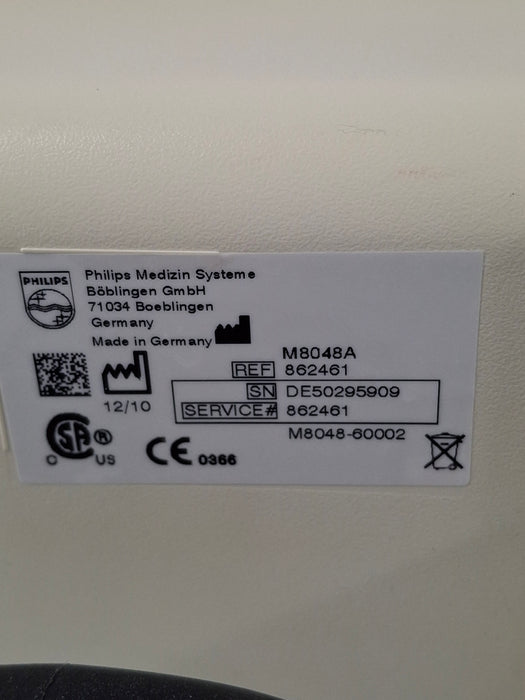 PHILIPS
Philips Medizin Systeme
Böblingen GmbH
71034 Boeblingen
Germany
Made in Germany
M8048A
REF 862461
12/10
SN DE50295909
SERVICE# 862461
M8048-60002
CSA ®
C US
CE 0366